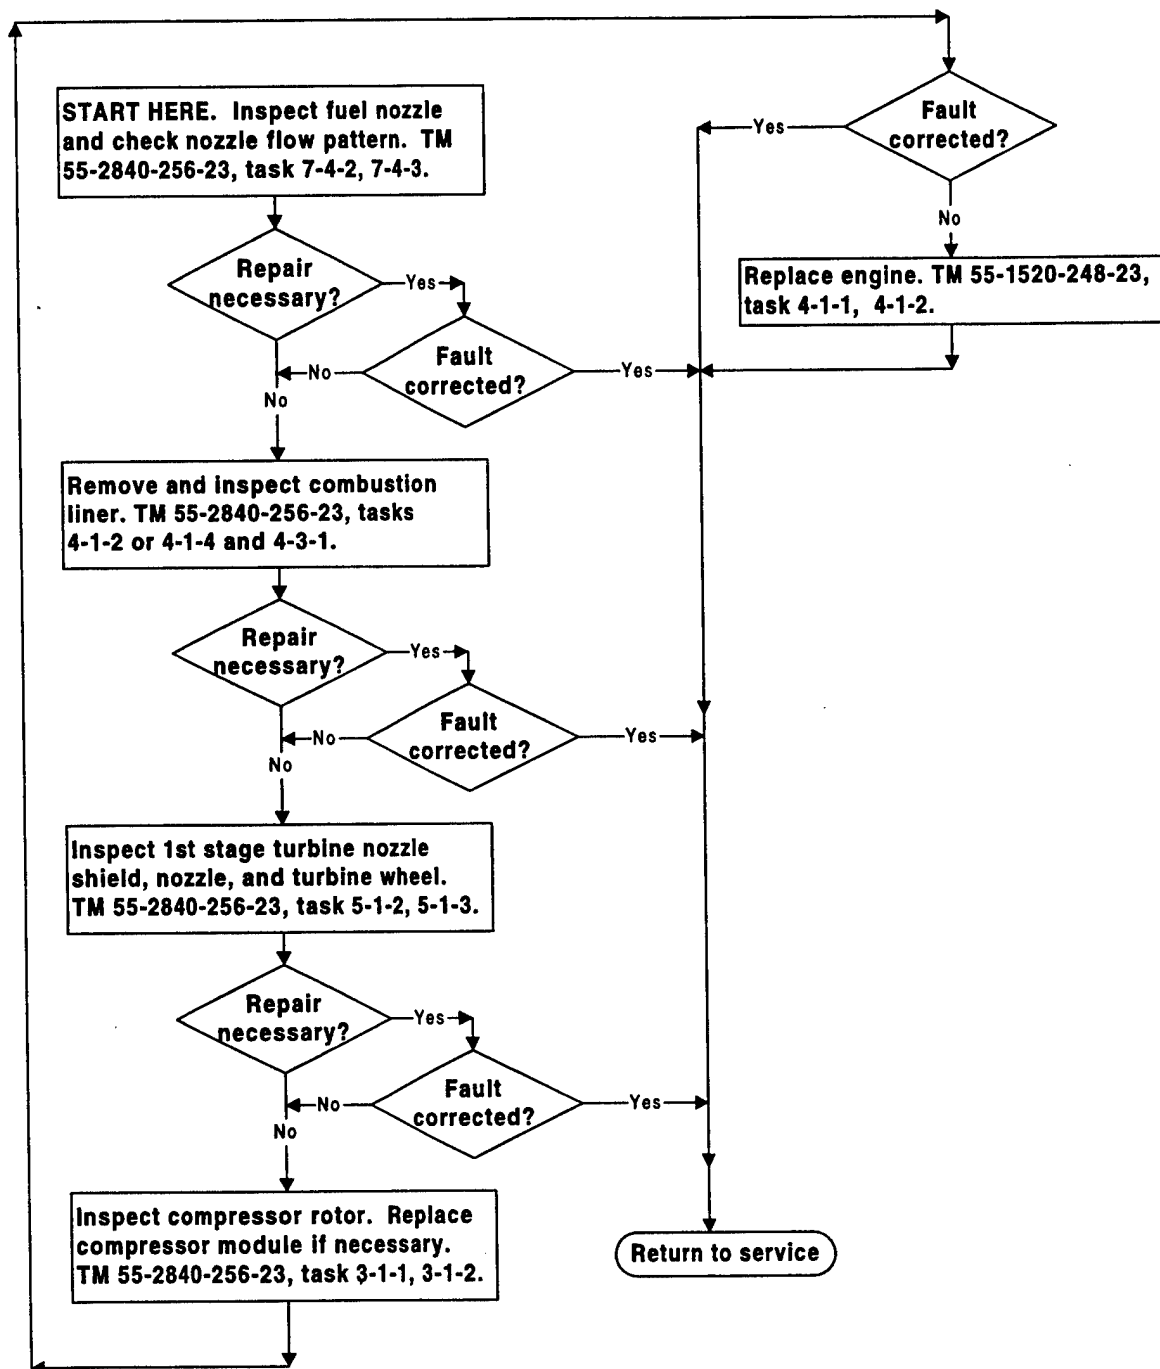 START HERE. Inspect fuel nozzle
and check nozzle flow pattern. TM
55-2840-256-23, task 7-4-2, 7-4-3.
Repair
necessary?
Yes
Fault
corrected?
No
Yes
No
Remove and inspect combustion
liner. TM 55-2840-256-23, tasks
4-1-2 or 4-1-4 and 4-3-1.
Repair
necessary?
Yes
Fault
corrected?
No
Yes
No
Inspect 1st stage turbine nozzle
shield, nozzle, and turbine wheel.
TM 55-2840-256-23, task 5-1-2, 5-1-3.
Repair
necessary?
Yes
Fault
corrected?
No
Yes
No
Inspect compressor rotor. Replace
compressor module if necessary.
TM 55-2840-256-23, task 3-1-1, 3-1-2.
Fault
corrected?
Yes
No
Replace engine. TM 55-1520-248-23,
task 4-1-1, 4-1-2.
Return to service